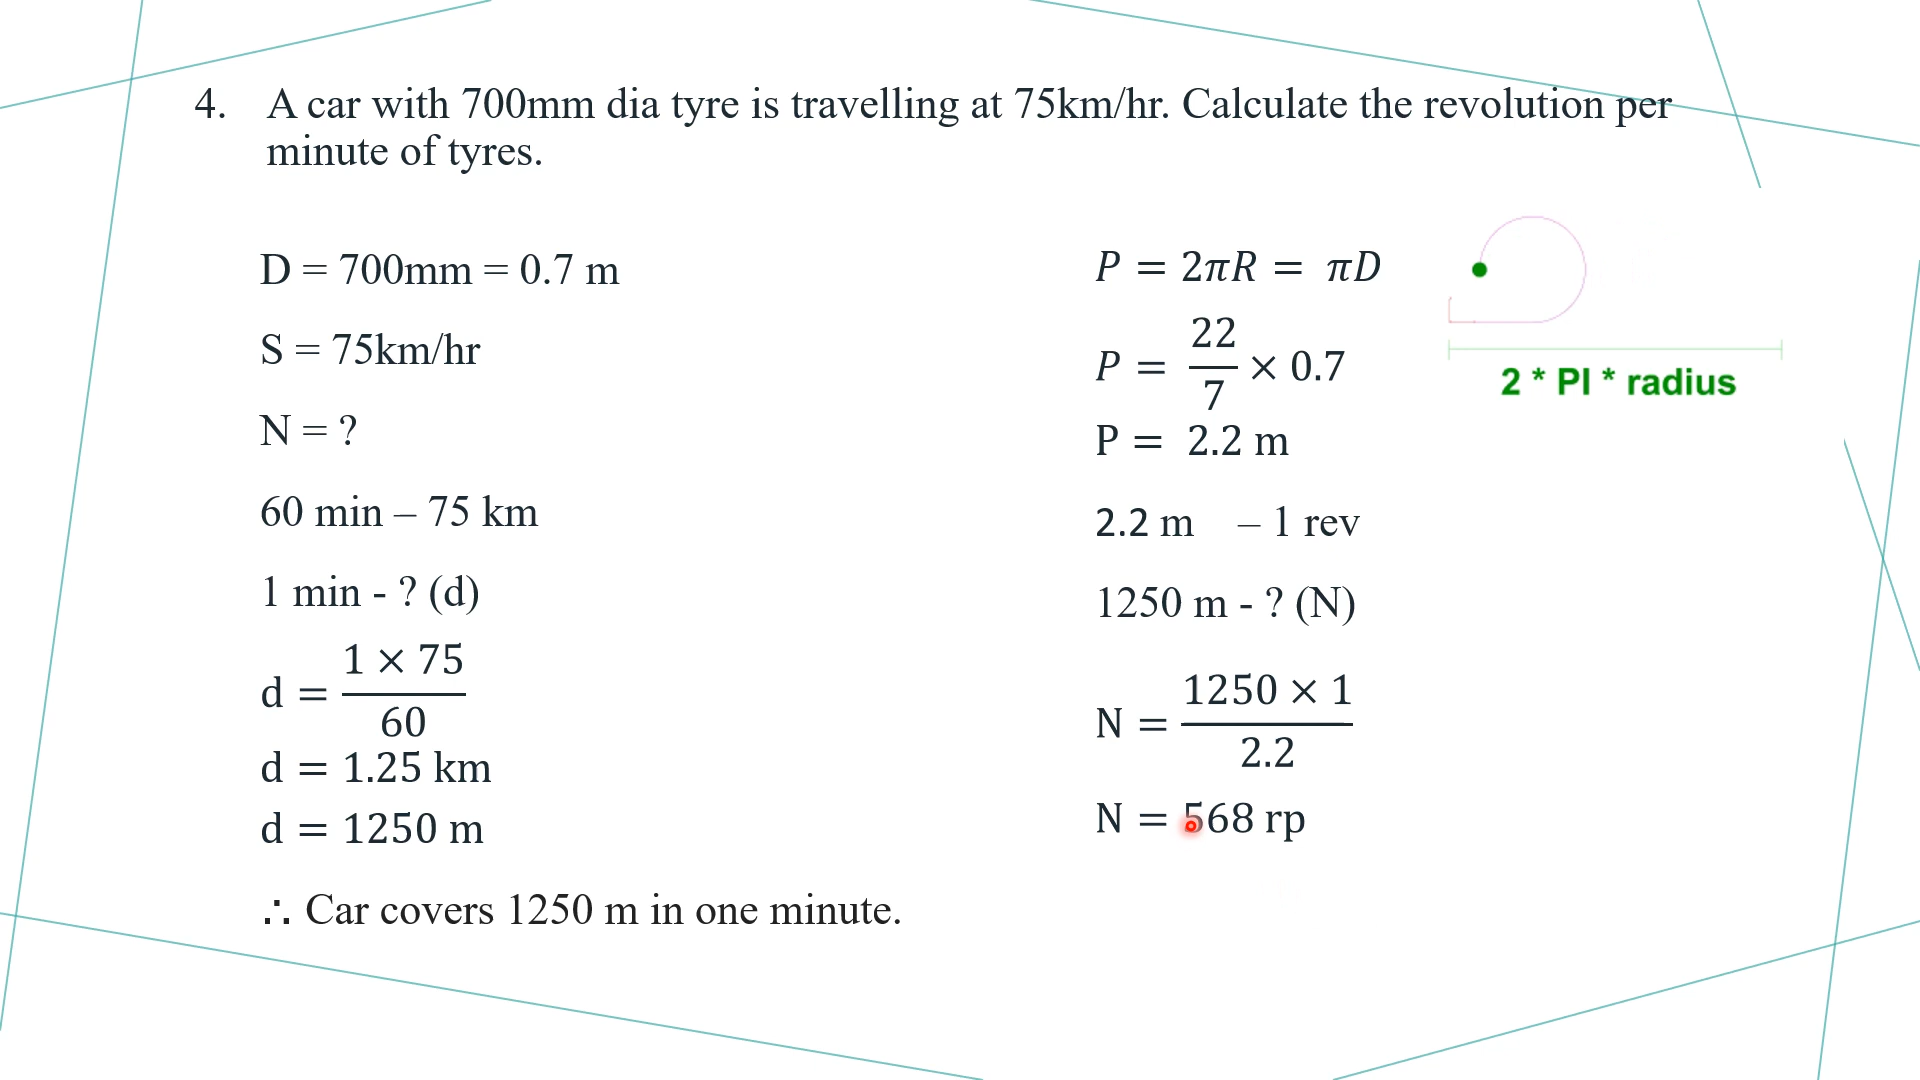 4. A car with 700mm dia tyre is travelling at 75km/hr. Calculate the revolution per
minute of tyres.
D = 700mm = 0.7 m
S = 75km/hr
N = ?
60 min – 75 km
1 min - ? (d)
d = 1 × 75 / 60
d = 1.25 km
d = 1250 m
∴ Car covers 1250 m in one minute.
P = 2πR = πD
P = 22/7 × 0.7
P = 2.2 m
2.2 m – 1 rev
1250 m - ? (N)
N = 1250 × 1 / 2.2
N = 568 rp
2 * PI * radius